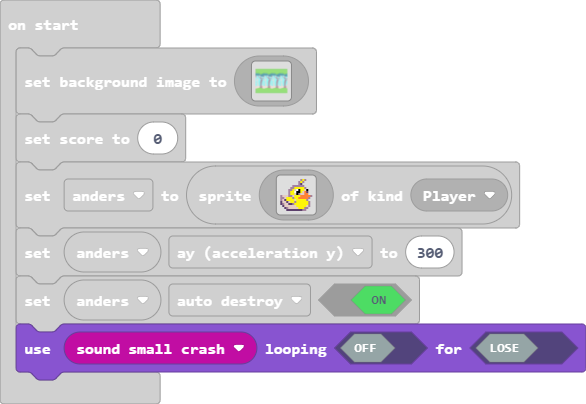 on start
set background image to
set score to 0
set anders to sprite of kind Player
set anders ay (acceleration y) to 300
set anders auto destroy ON
use sound small crash looping OFF for LOSE